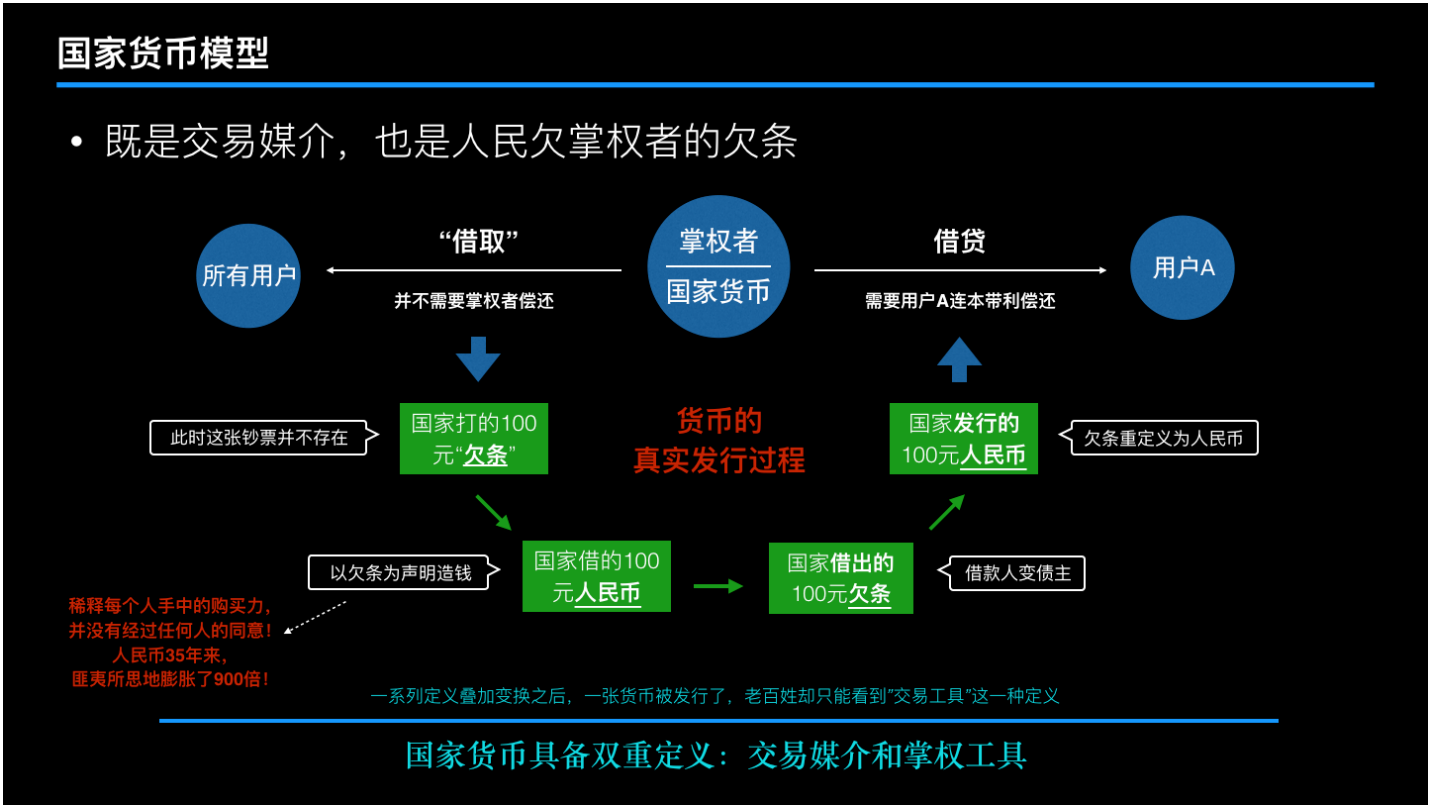 国家货币模型
• 既是交易媒介，也是人民欠掌权者的欠条
所有用户
“借取”
并不需要掌权者偿还
掌权者
国家货币
借贷
需要用户A连本带利偿还
用户A
此时这张钞票并不存在
国家打的100
元“欠条”
货币的
真实发行过程
国家发行的
100元人民币
欠条重定义为人民币
以欠条为声明造钱
国家借的100
元人民币
国家借出的
100元欠条
借款人变债主
稀释每个人手中的购买力，
并没有经过任何人的同意！
人民币35年来，
匪夷所思地膨胀了900倍！
一系列定义叠加变换之后，一张货币被发行了，老百姓却只能看到”交易工具”这一种定义
国家货币具备双重定义：交易媒介和掌权工具